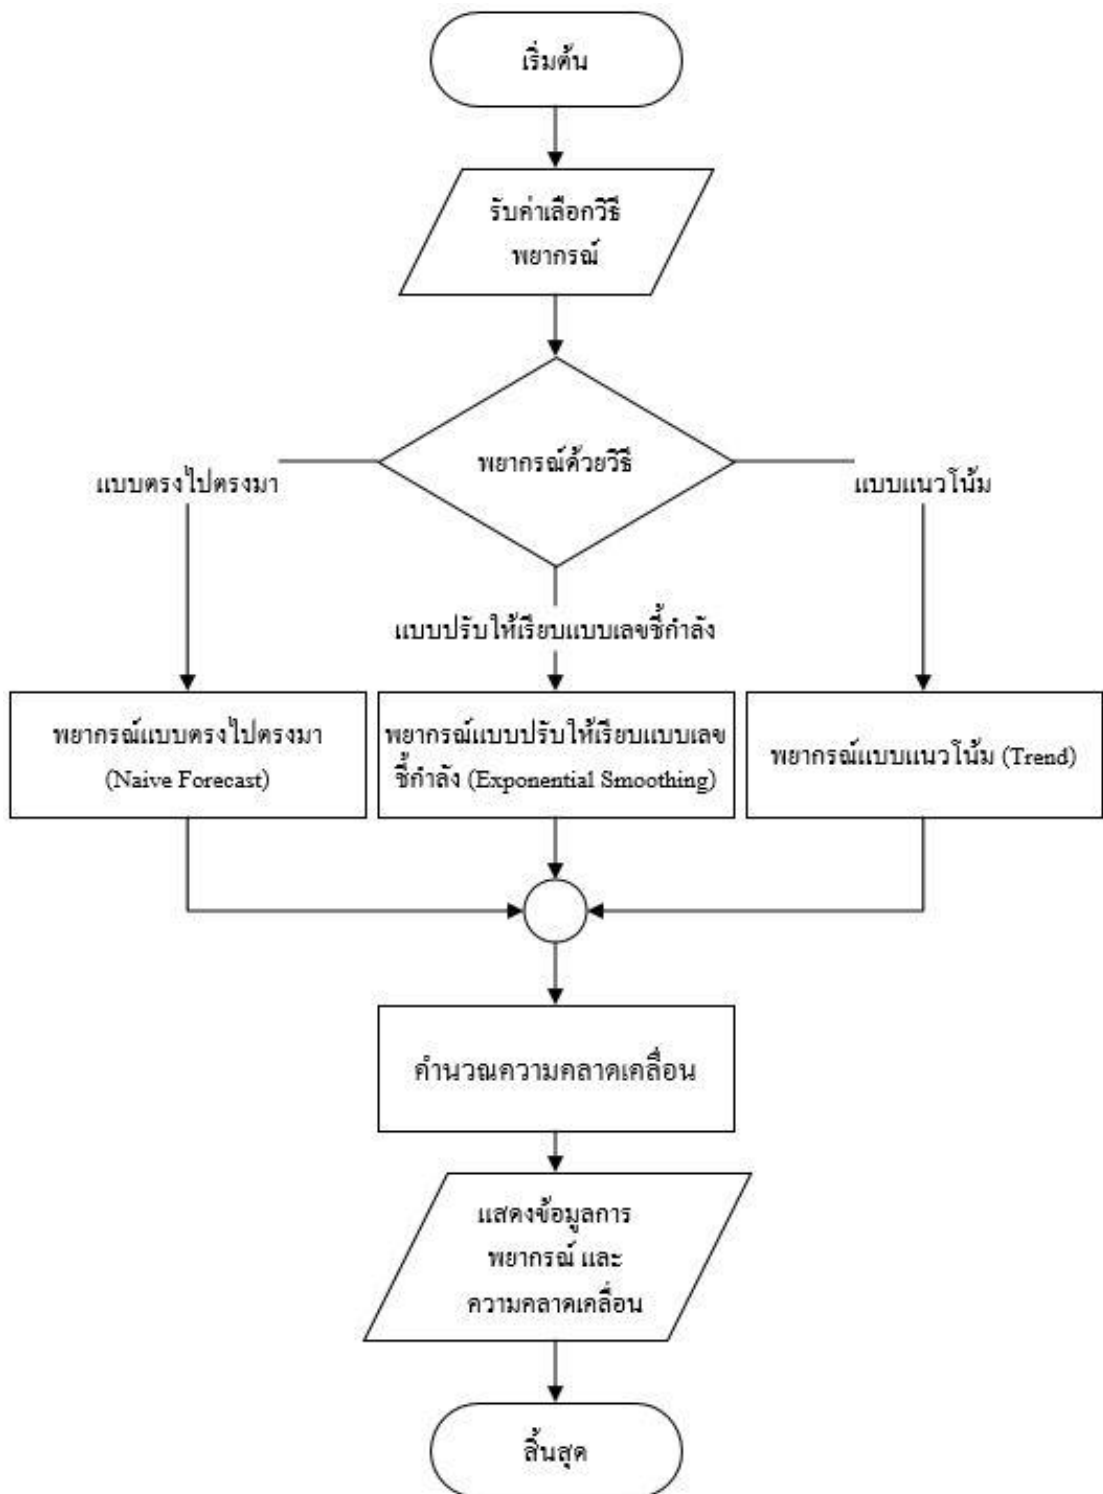 เริ่มต้น
รับค่าเลือกวิธี
พยากรณ์
พยากรณ์ด้วยวิธี
แบบตรงไปตรงมา
แบบแนวโน้ม
แบบปรับให้เรียบแบบเลขชี้กำลัง
พยากรณ์แบบตรงไปตรงมา
(Naive Forecast)
พยากรณ์แบบปรับให้เรียบแบบเลข
ชี้กำลัง (Exponential Smoothing)
พยากรณ์แบบแนวโน้ม (Trend)
คำนวณความคลาดเคลื่อน
แสดงข้อมูลการ
พยากรณ์ และ
ความคลาดเคลื่อน
สิ้นสุด